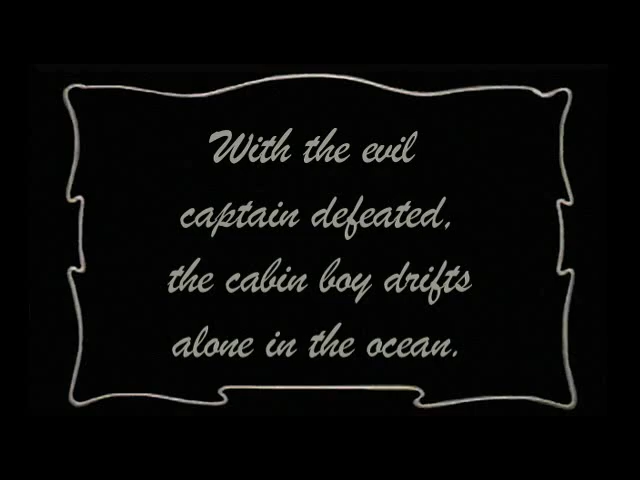 With the evil
captain defeated,
the cabin boy drifts
alone in the ocean.